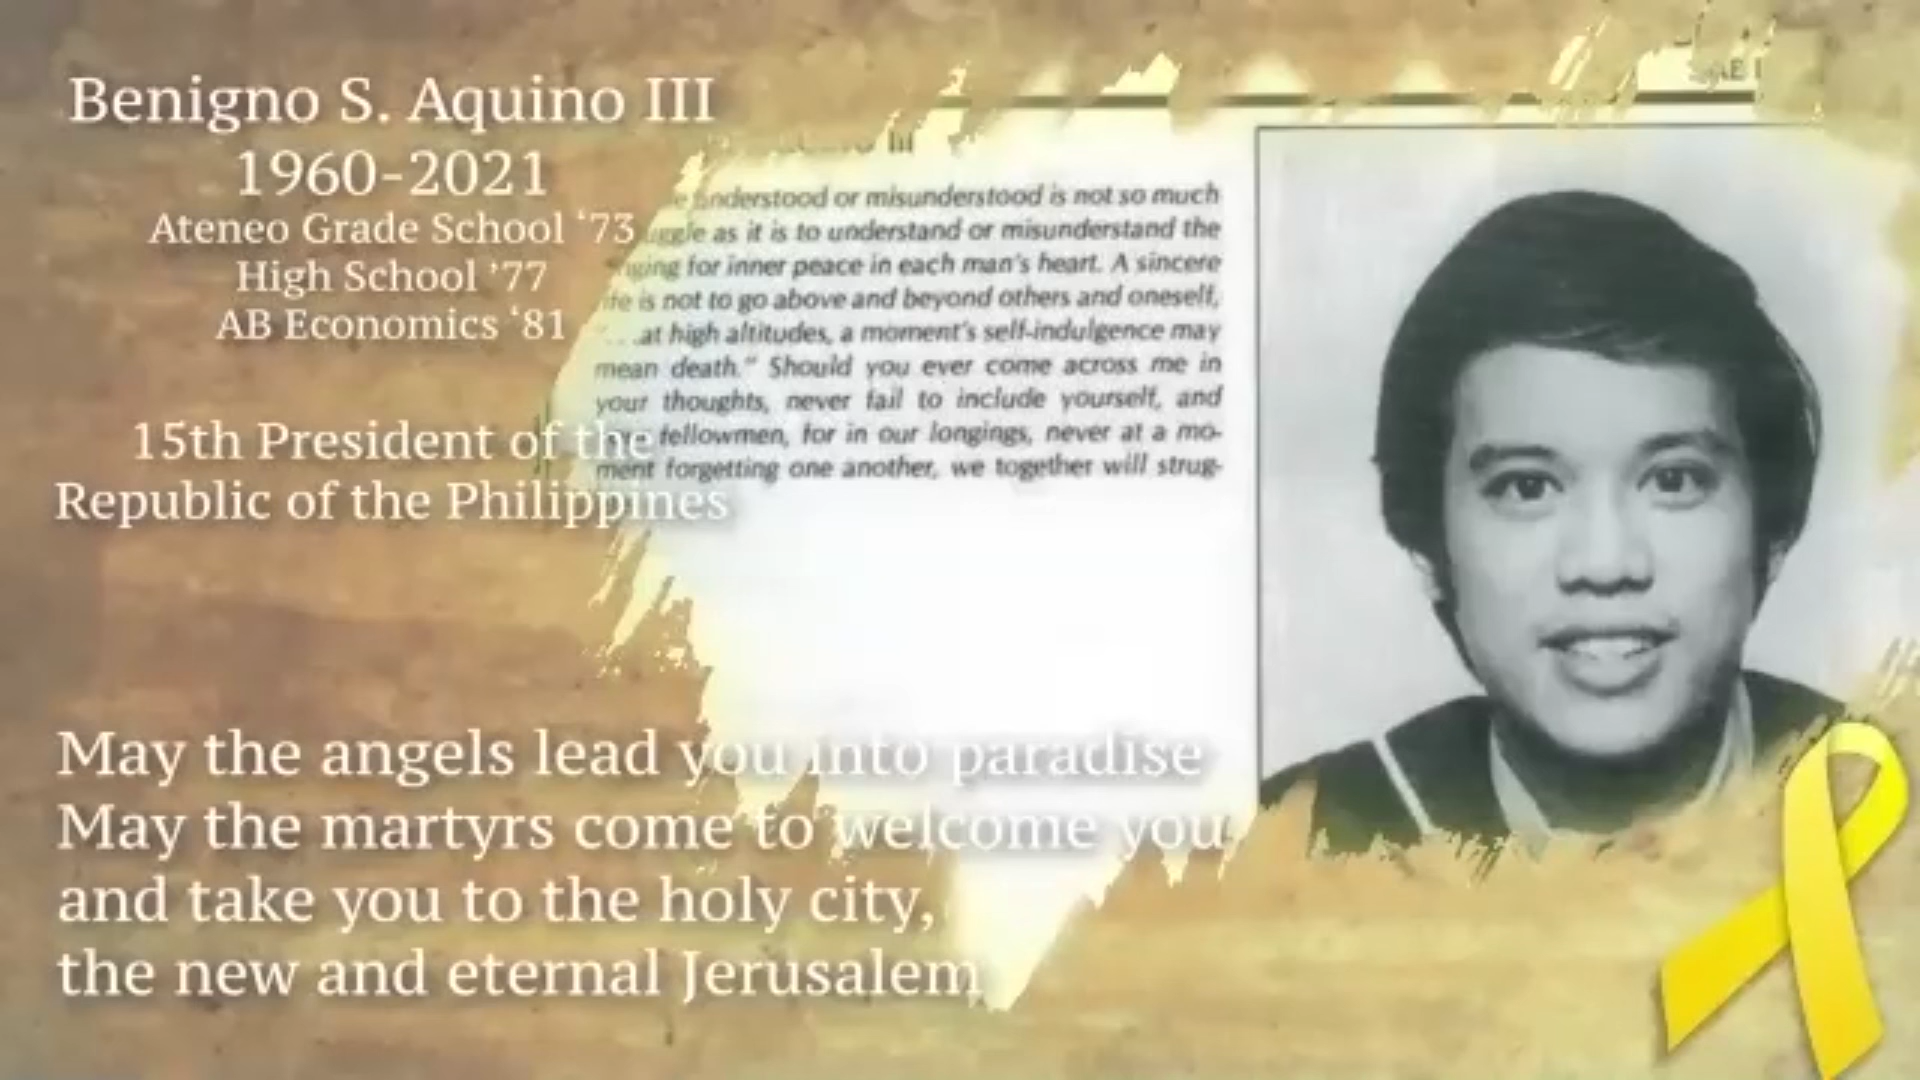 Benigno S. Aquino III
1960-2021
Ateneo Grade School ‘73
High School ’77
AB Economics ‘81
15th President of the
Republic of the Philippines
III
understood or misunderstood is not so much
as it is to understand or misunderstand the
for inner peace in each man's heart. A sincere
is not to go above and beyond others and oneself,
". . .at high altitudes, a moment's self-indulgence may
mean death." Should you ever come across me in
your thoughts, never fail to include yourself, and
fellowmen, for in our longings, never at a mo-
ment forgetting one another, we together will strug-
May the angels lead you into paradise
May the martyrs come to welcome you
and take you to the holy city,
the new and eternal Jerusalem